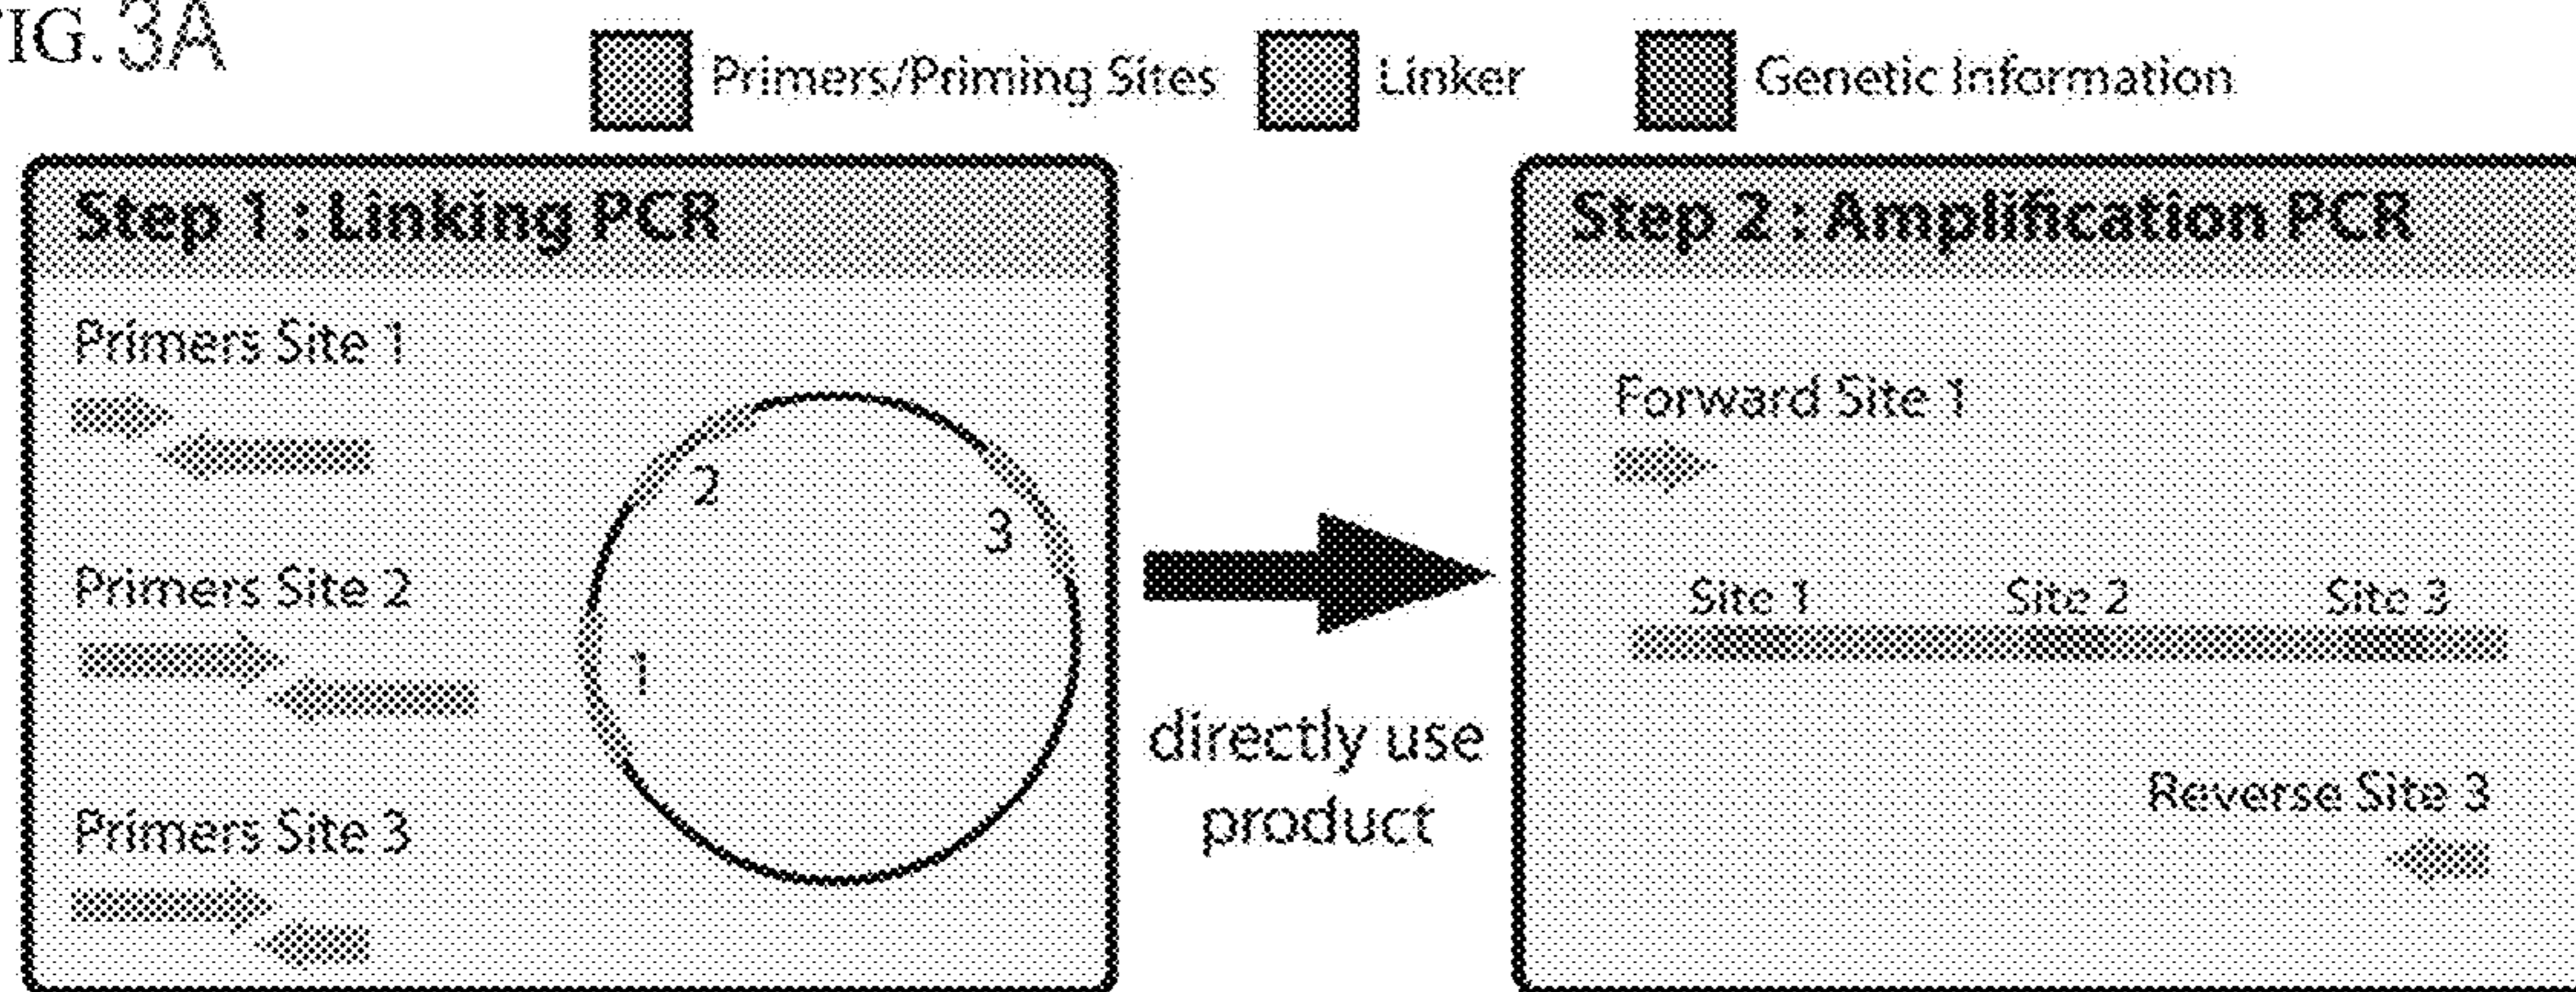 FIG. 3A
Primers/Priming Sites
Linker
Genetic Information
Step 1 : Linking PCR
Primers Site 1
Primers Site 2
Primers Site 3
2
3
1
directly use
product
Step 2 : Amplification PCR
Forward Site 1
Site 1
Site 2
Site 3
Reverse Site 3